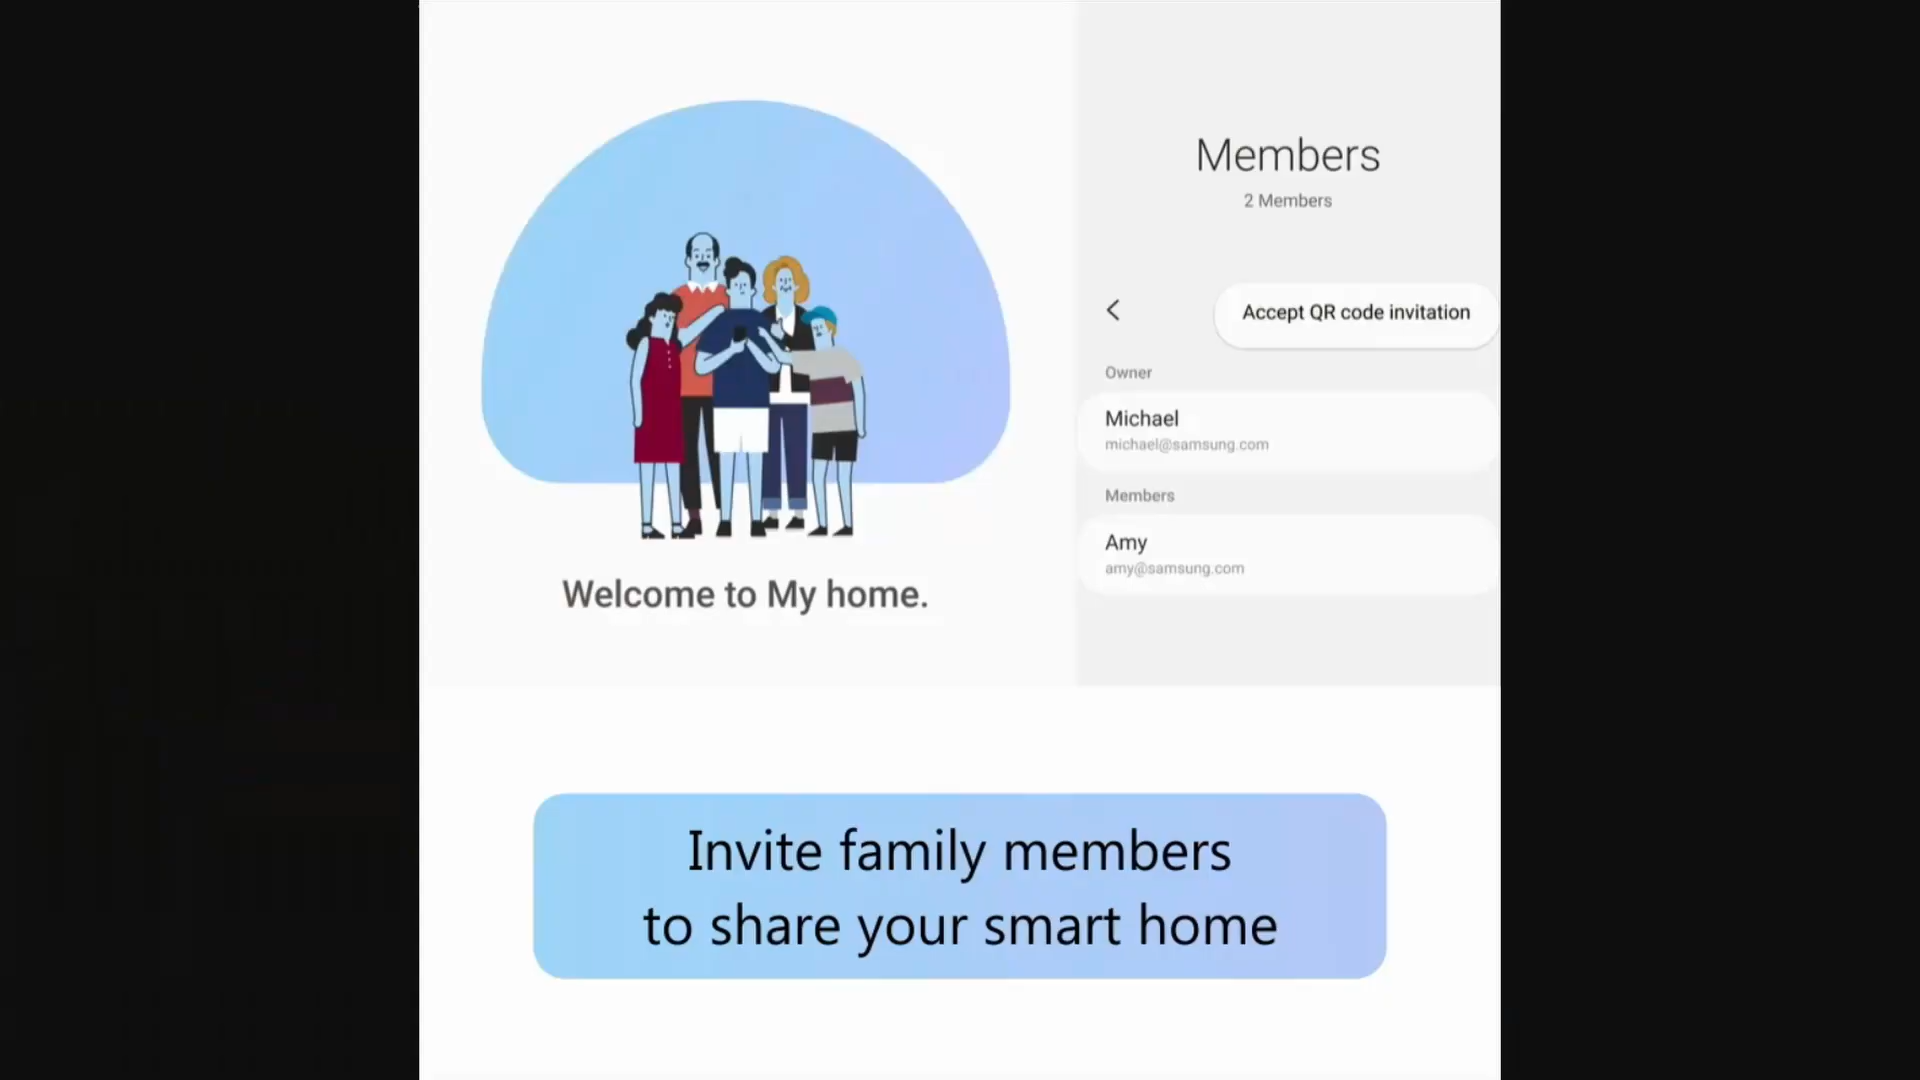 Welcome to My home.
Members
2 Members
Accept QR code invitation
Owner
Michael
michael@samsung.com
Members
Amy
amy@samsung.com
Invite family members
to share your smart home